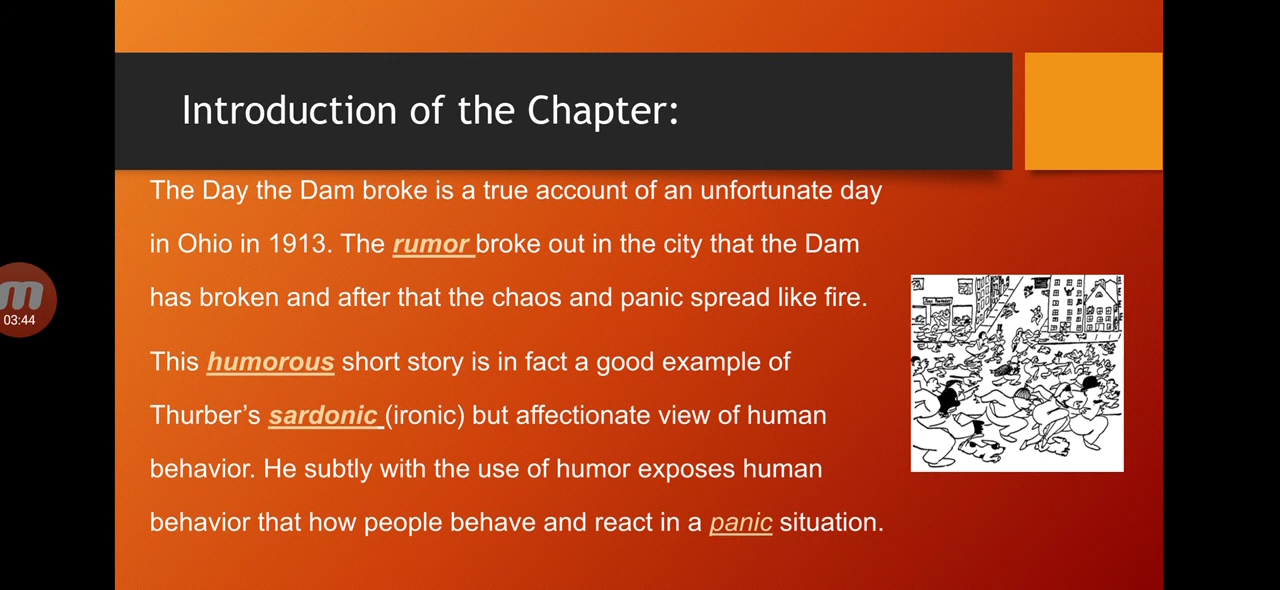 Introduction of the Chapter:
The Day the Dam broke is a true account of an unfortunate day
in Ohio in 1913. The rumor broke out in the city that the Dam
has broken and after that the chaos and panic spread like fire.
This humorous short story is in fact a good example of
Thurber’s sardonic (ironic) but affectionate view of human
behavior. He subtly with the use of humor exposes human
behavior that how people behave and react in a panic situation.
03:44